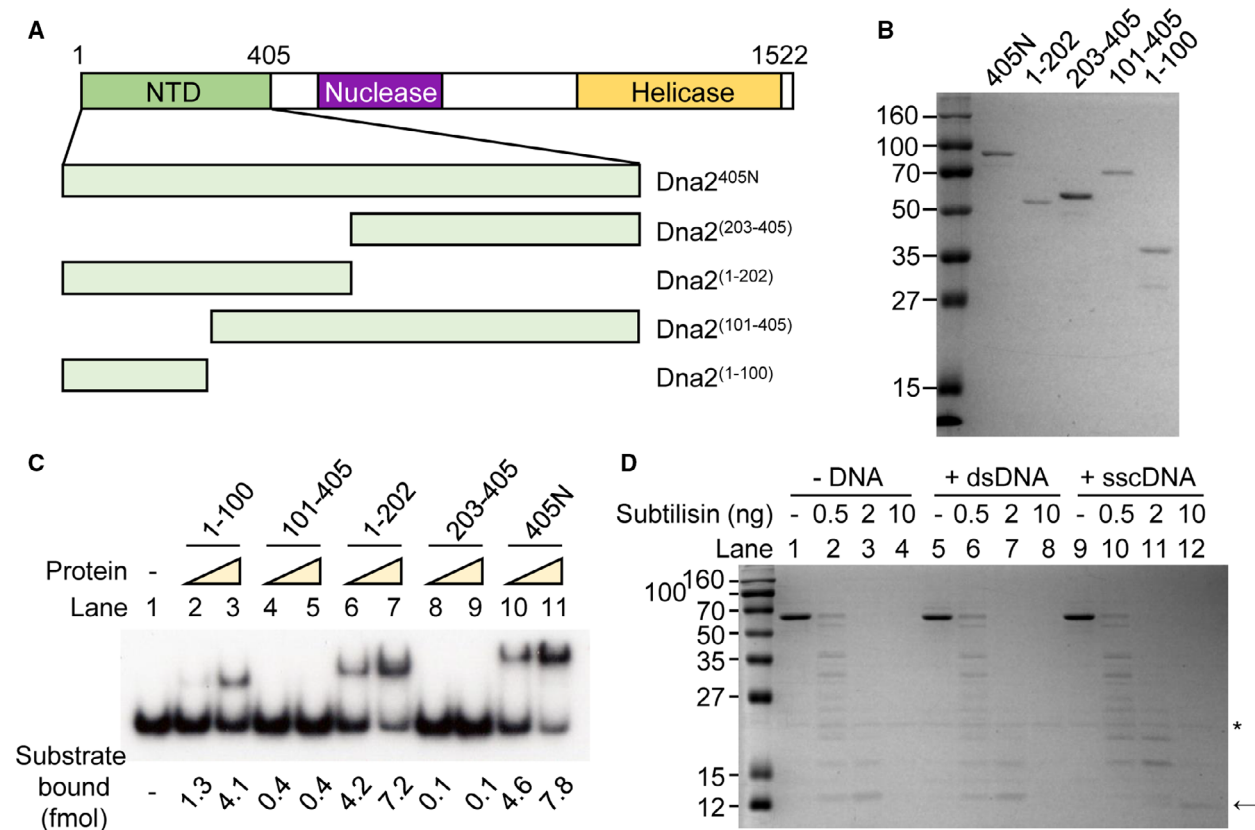 A
1 405 1522
NTD Nuclease Helicase
Dna2405N
Dna2(203-405)
Dna2(1-202)
Dna2(101-405)
Dna2(1-100)
B
405N 1-202 203-405 101-405 1-100
160
100
70
50
35
27
15
C
1-100 101-405 1-202 203-405 405N
Protein -
Lane 1 2 3 4 5 6 7 8 9 10 11
Substrate
bound
(fmol)
- 1.3 4.1 0.4 0.4 4.2 7.2 0.1 0.1 4.6 7.8
D
- DNA + dsDNA + sscDNA
Subtilisin (ng) - 0.5 2 10 - 0.5 2 10 - 0.5 2 10
Lane 1 2 3 4 5 6 7 8 9 10 11 12
160
100
70
50
35
27
*
15
12 ←